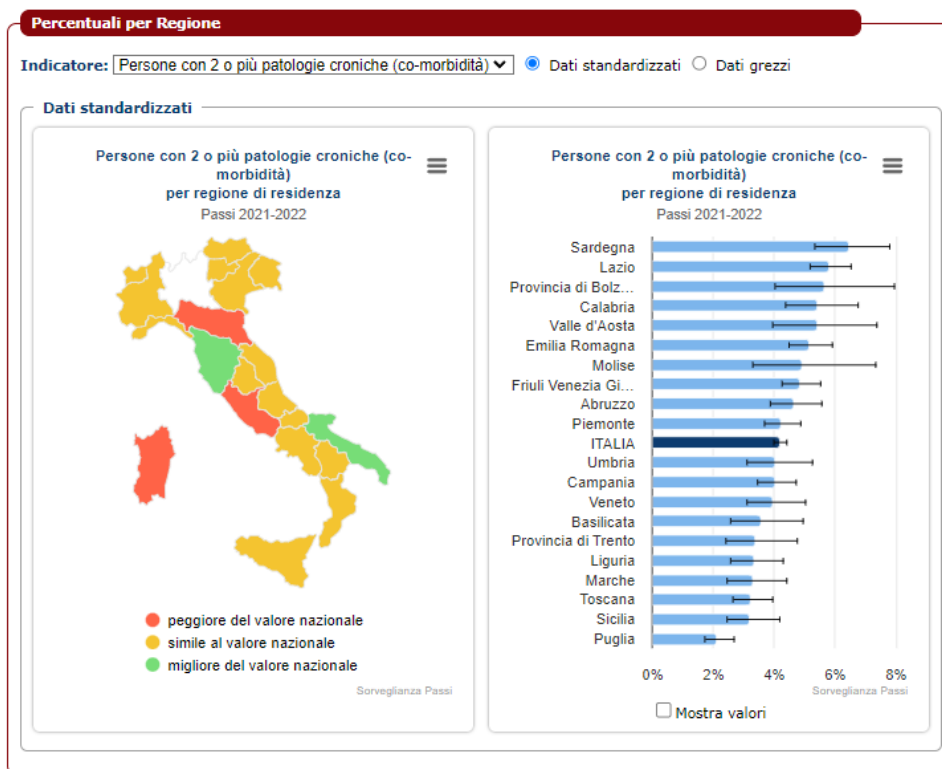 Percentuali per Regione
Indicatore: Persone con 2 o più patologie croniche (co-morbidità) Dati standardizzati Dati grezzi
Dati standardizzati
Persone con 2 o più patologie croniche (co-
morbidità)
per regione di residenza
Passi 2021-2022
peggiore del valore nazionale
simile al valore nazionale
migliore del valore nazionale
Sorveglianza Passi
Persone con 2 o più patologie croniche (co-
morbidità)
per regione di residenza
Passi 2021-2022
Sardegna
Lazio
Provincia di Bolz...
Calabria
Valle d'Aosta
Emilia Romagna
Molise
Friuli Venezia Gi...
Abruzzo
Piemonte
ITALIA
Umbria
Campania
Veneto
Basilicata
Provincia di Trento
Liguria
Marche
Toscana
Sicilia
Puglia
0% 2% 4% 6% 8%
Sorveglianza Passi
Mostra valori